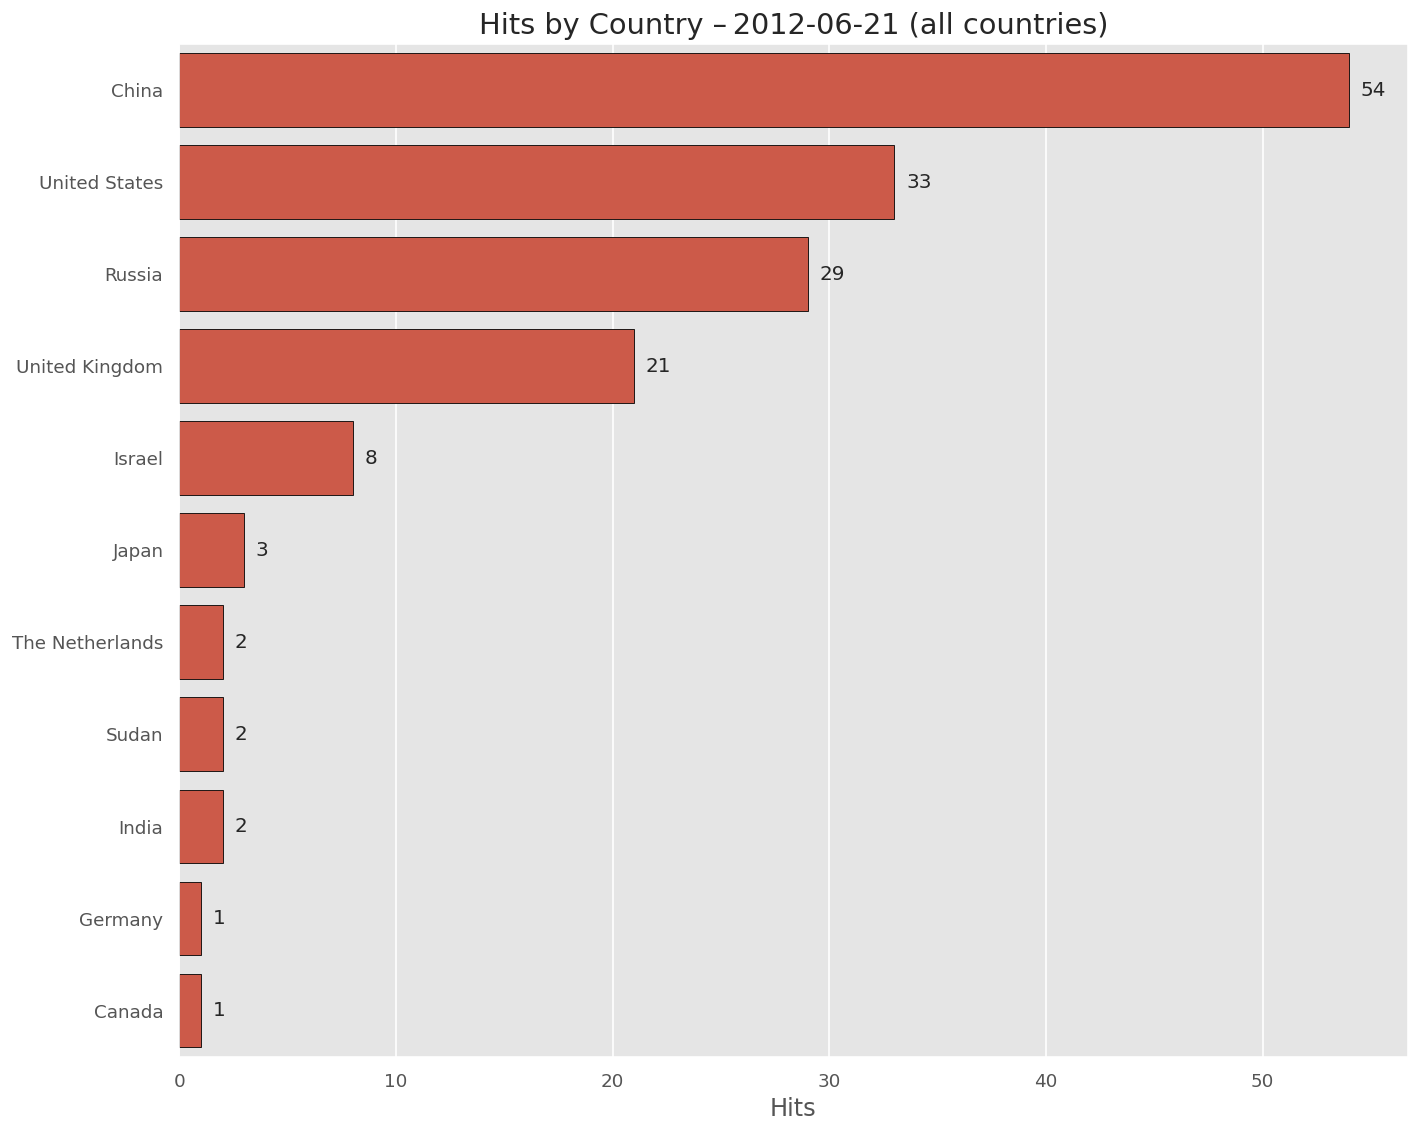 Hits by Country – 2012-06-21 (all countries)
China 54
United States 33
Russia 29
United Kingdom 21
Israel 8
Japan 3
The Netherlands 2
Sudan 2
India 2
Germany 1
Canada 1
0 10 20 30 40 50
Hits